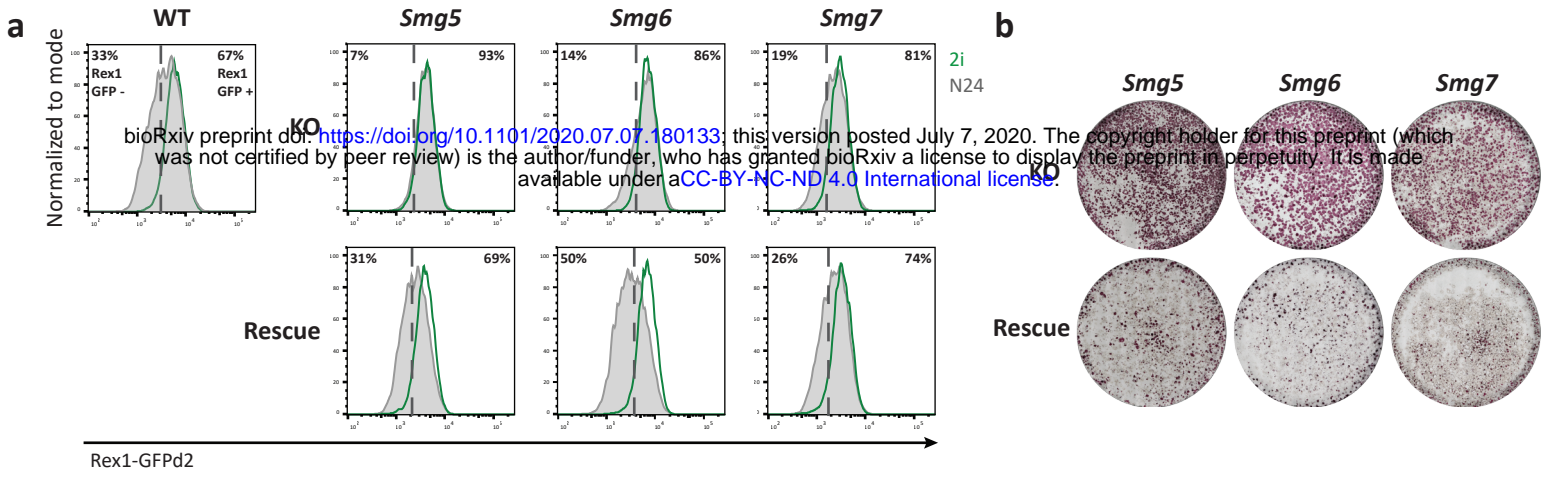 a
b
WT
Smg5
Smg6
Smg7
Smg5
Smg6
Smg7
Normalized to mode
33%
Rex1
GFP -
67%
Rex1
GFP +
7% 93%
14% 86%
19% 81%
2i
N24
KO
KO
bioRxiv preprint doi: https://doi.org/10.1101/2020.07.07.180133; this version posted July 7, 2020. The copyright holder for this preprint (which
was not certified by peer review) is the author/funder, who has granted bioRxiv a license to display the preprint in perpetuity. It is made
available under aCC-BY-NC-ND 4.0 International license.
31% 69%
50% 50%
26% 74%
Rescue
Rescue
Rex1-GFPd2